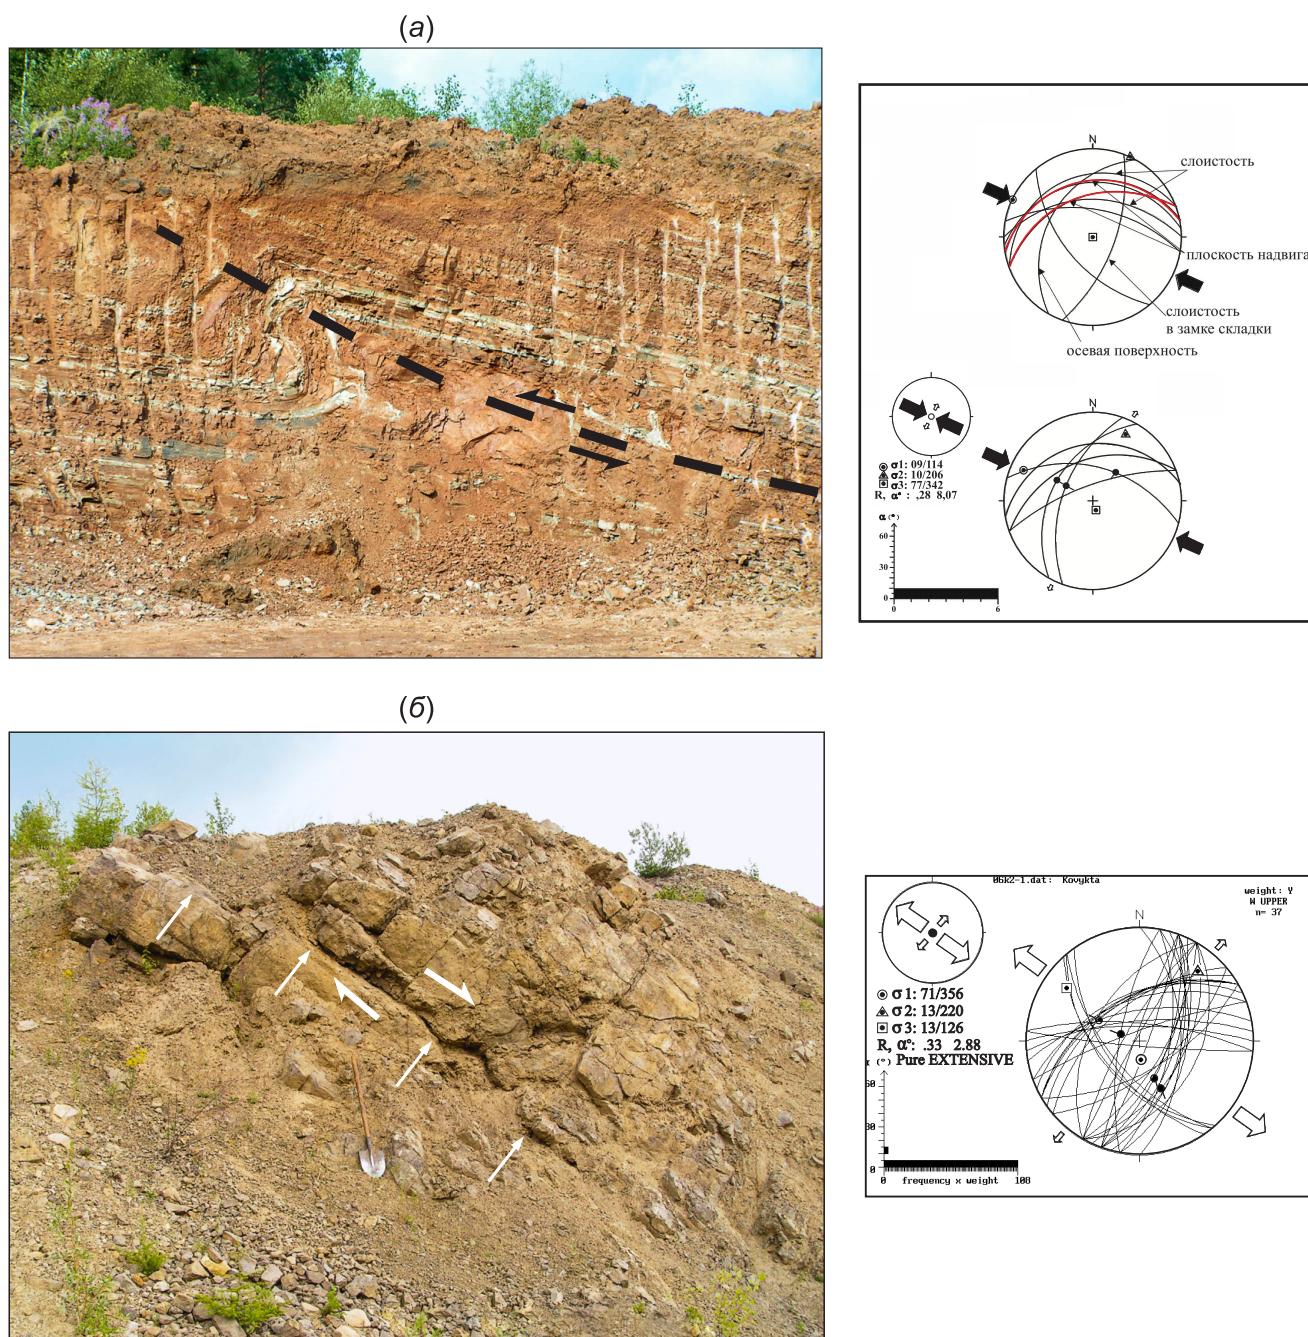 (а)
N
слоистость
плоскость надвига
слоистость
в замке складки
осевая поверхность
N
σ1: 09/114
σ2: 10/206
σ3: 77/342
R, α° : ,28 8,07
α (°)
60
30
0
0 6
(б)
06k2-1.dat: Kovykta
weight: Y
W UPPER
n= 37
N
σ 1: 71/356
σ 2: 13/220
σ 3: 13/126
R, α°: .33 2.88
(°) Pure EXTENSIVE
60
30
0
0 108
frequency x weight